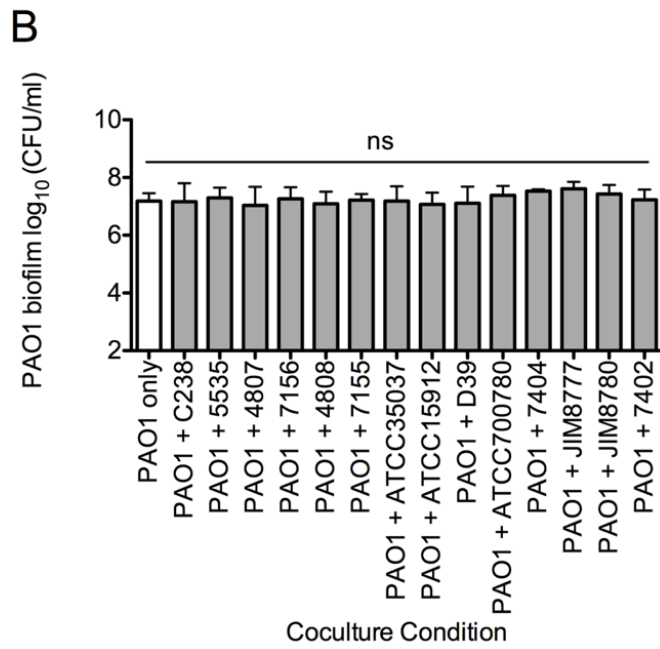 B
PAO1 biofilm log10 (CFU/ml)
10
8
6
4
2
ns
PAO1 only
PAO1 + C238
PAO1 + 5535
PAO1 + 4807
PAO1 + 7156
PAO1 + 4808
PAO1 + 7155
PAO1 + ATCC35037
PAO1 + ATCC15912
PAO1 + D39
PAO1 + ATCC700780
PAO1 + 7404
PAO1 + JIM8777
PAO1 + JIM8780
PAO1 + 7402
Coculture Condition